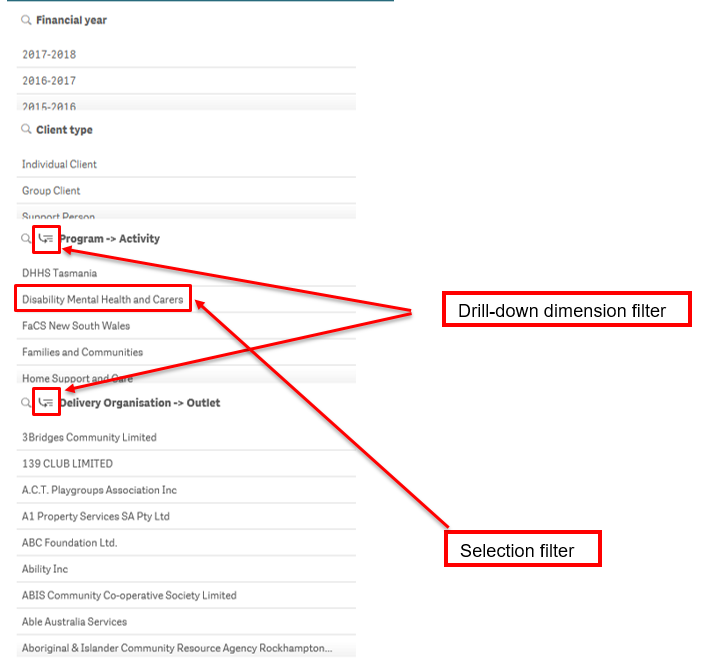 Financial year
2017-2018
2016-2017
2015-2016
Client type
Individual Client
Group Client
Support Person
Program -> Activity
DHHS Tasmania
Disability Mental Health and Carers
FaCS New South Wales
Families and Communities
Home Support and Care
Delivery Organisation -> Outlet
3Bridges Community Limited
139 CLUB LIMITED
A.C.T. Playgroups Association Inc
A1 Property Services SA Pty Ltd
ABC Foundation Ltd.
Ability Inc
ABIS Community Co-operative Society Limited
Able Australia Services
Aboriginal & Islander Community Resource Agency Rockhampton...
Drill-down dimension filter
Selection filter